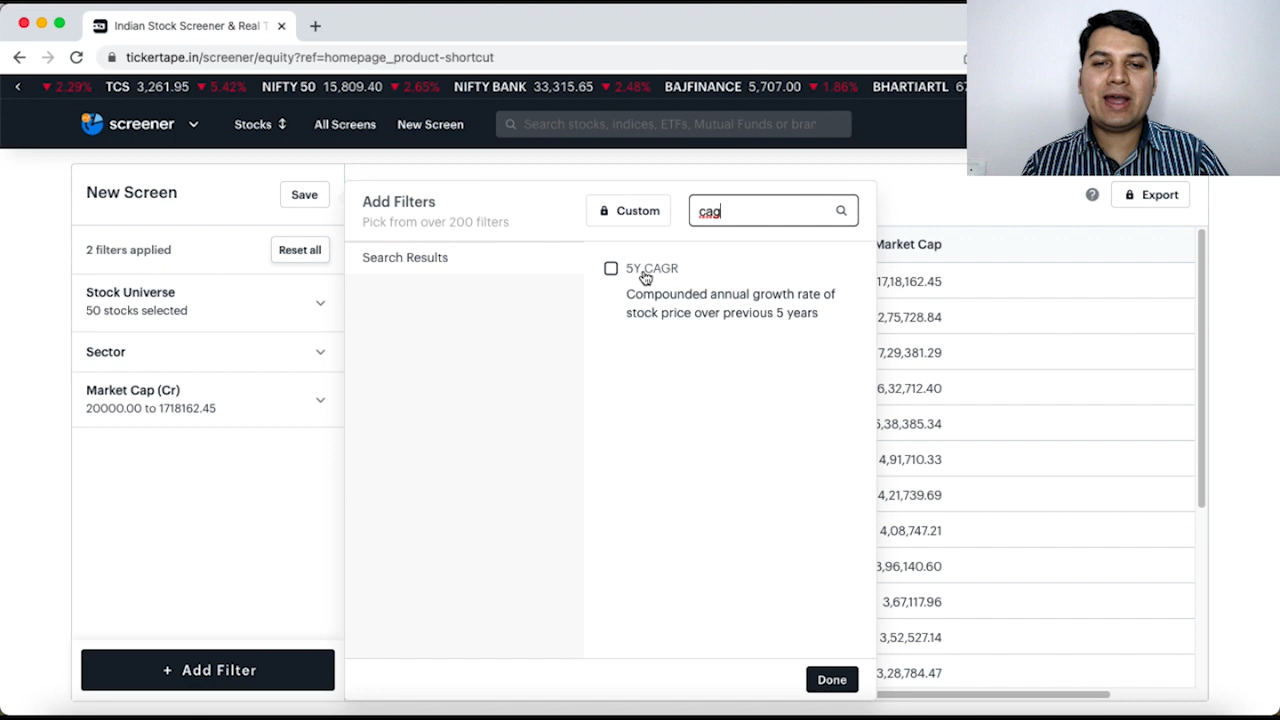 Indian Stock Screener & Real T
tickertape.in/screener/equity?ref=homepage_product-shortcut
2.29% TCS 3,261.95 5.42% NIFTY 50 15,809.40 2.65% NIFTY BANK 33,315.65 2.48% BAJFINANCE 5,707.00 1.86% BHARTIARTL 67
screener Stocks All Screens New Screen Search stocks, indices, ETFs, Mutual Funds or bran
New Screen Save
2 filters applied Reset all
Stock Universe
50 stocks selected
Sector
Market Cap (Cr)
20000.00 to 1718162.45
+ Add Filter
Add Filters
Pick from over 200 filters
Custom
cag
Search Results
5Y CAGR
Compounded annual growth rate of
stock price over previous 5 years
Done
Export
Market Cap
17,18,162.45
2,75,728.84
7,29,381.29
6,32,712.40
5,38,385.34
4,91,710.33
4,21,739.69
4,08,747.21
3,96,140.60
3,67,117.96
3,52,527.14
3,28,784.47